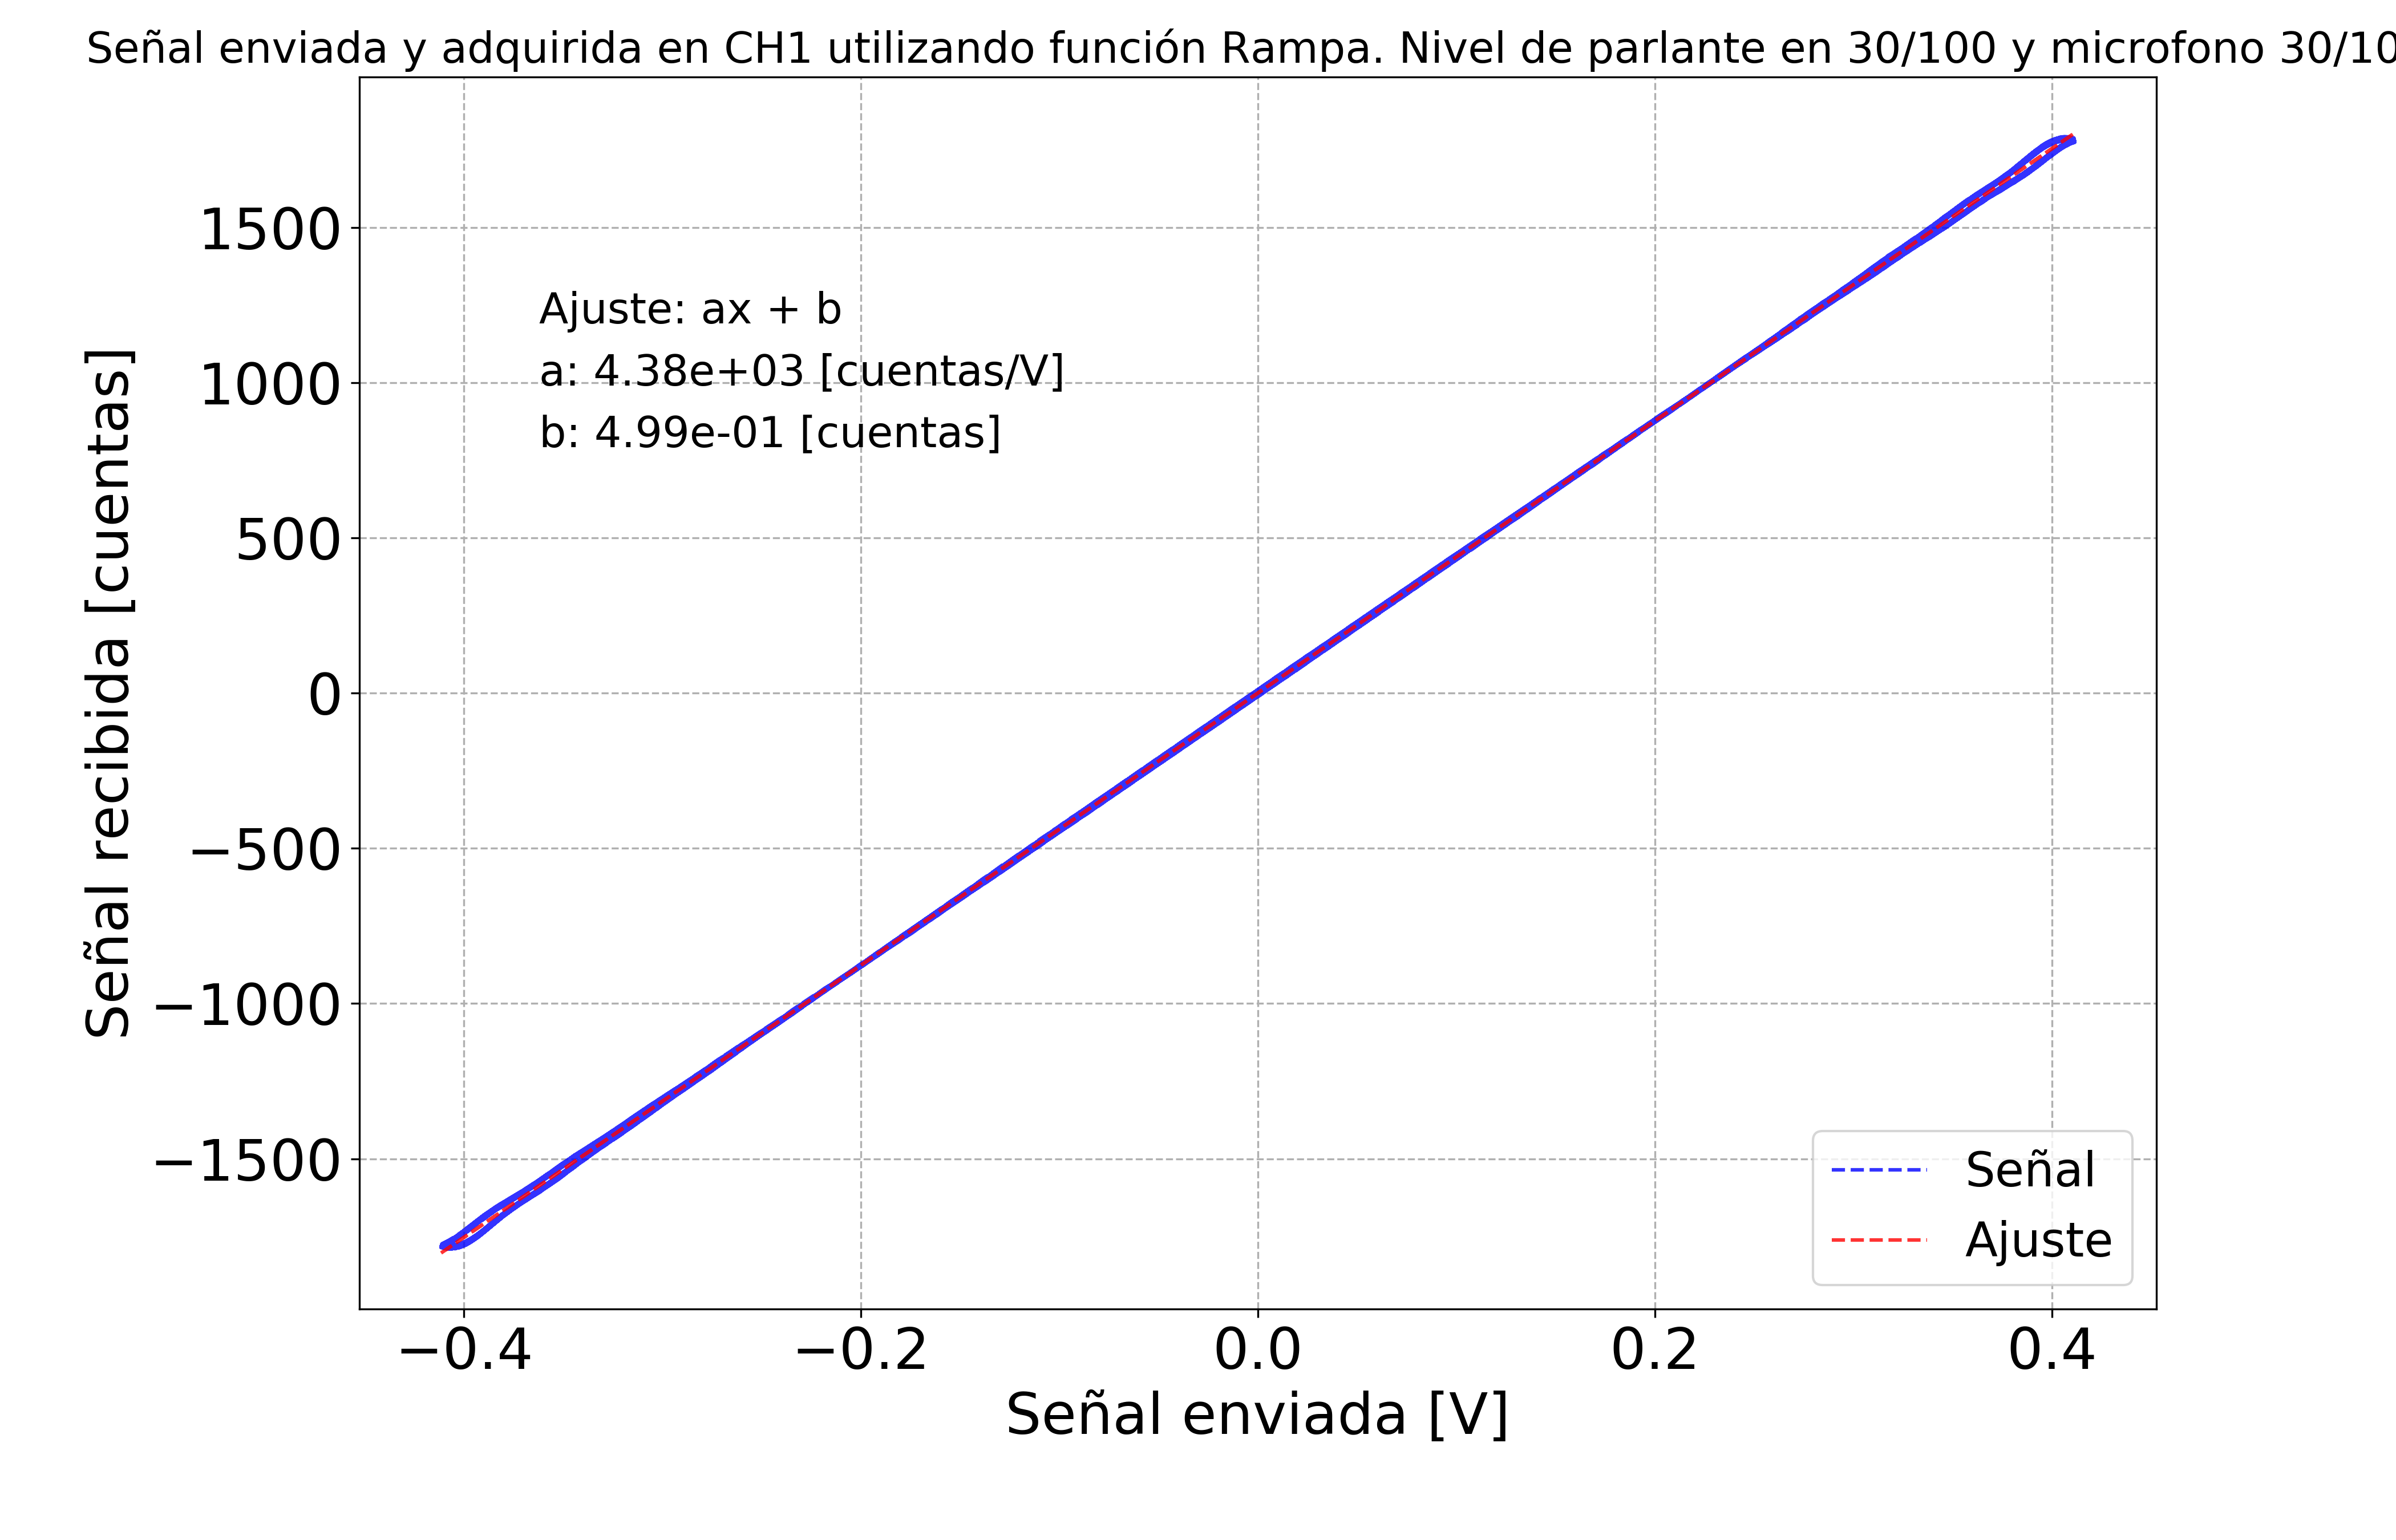 Señal enviada y adquirida en CH1 utilizando función Rampa. Nivel de parlante en 30/100 y microfono 30/10
Señal recibida [cuentas]
1500
1000
500
0
−500
−1000
−1500
Ajuste: ax + b
a: 4.38e+03 [cuentas/V]
b: 4.99e-01 [cuentas]
Señal
Ajuste
−0.4
−0.2
0.0
0.2
0.4
Señal enviada [V]